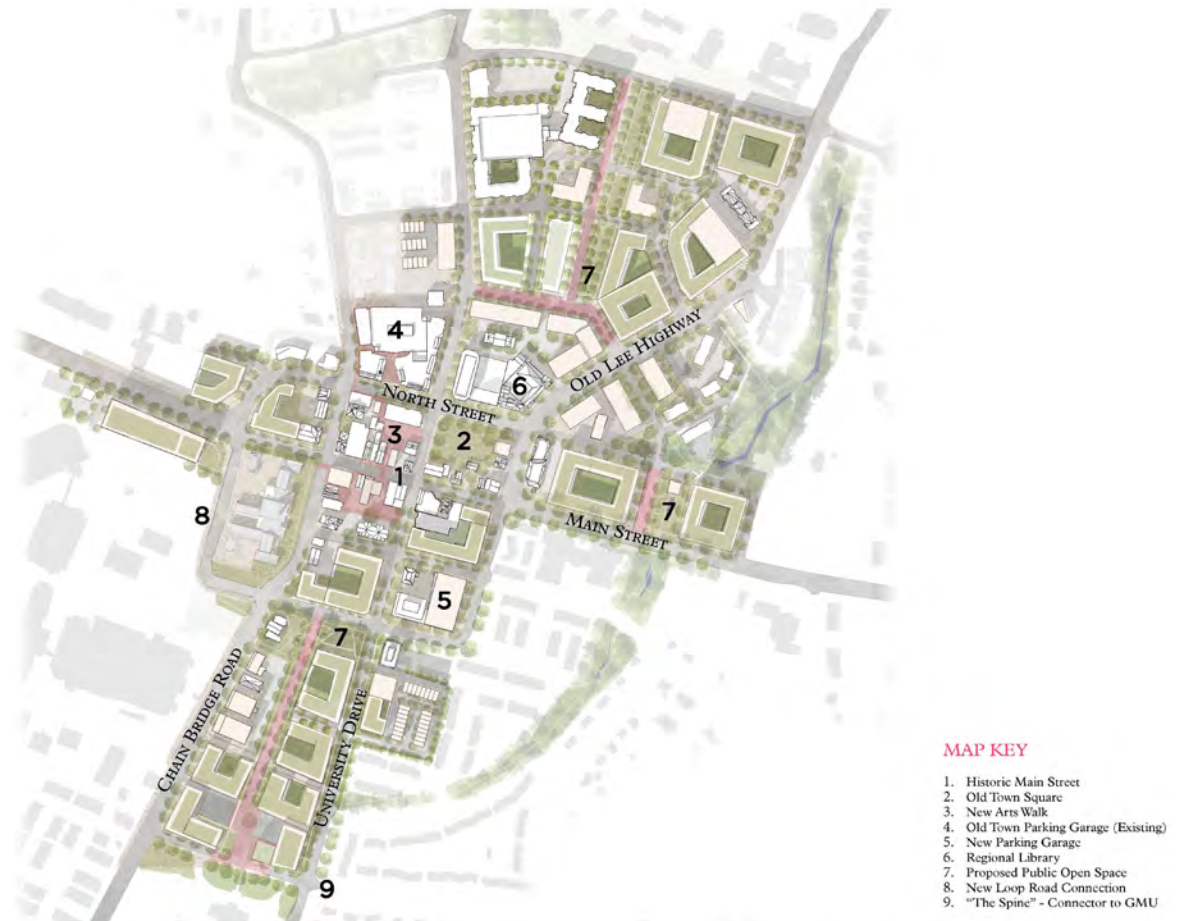 7
4
OLD LEE HIGHWAY
6
NORTH STREET
3
2
1
8
7
MAIN STREET
5
7
CHAIN BRIDGE ROAD
UNIVERSITY DRIVE
9
MAP KEY
1. Historic Main Street
2. Old Town Square
3. New Arts Walk
4. Old Town Parking Garage (Existing)
5. New Parking Garage
6. Regional Library
7. Proposed Public Open Space
8. New Loop Road Connection
9. "The Spine" - Connector to GMU